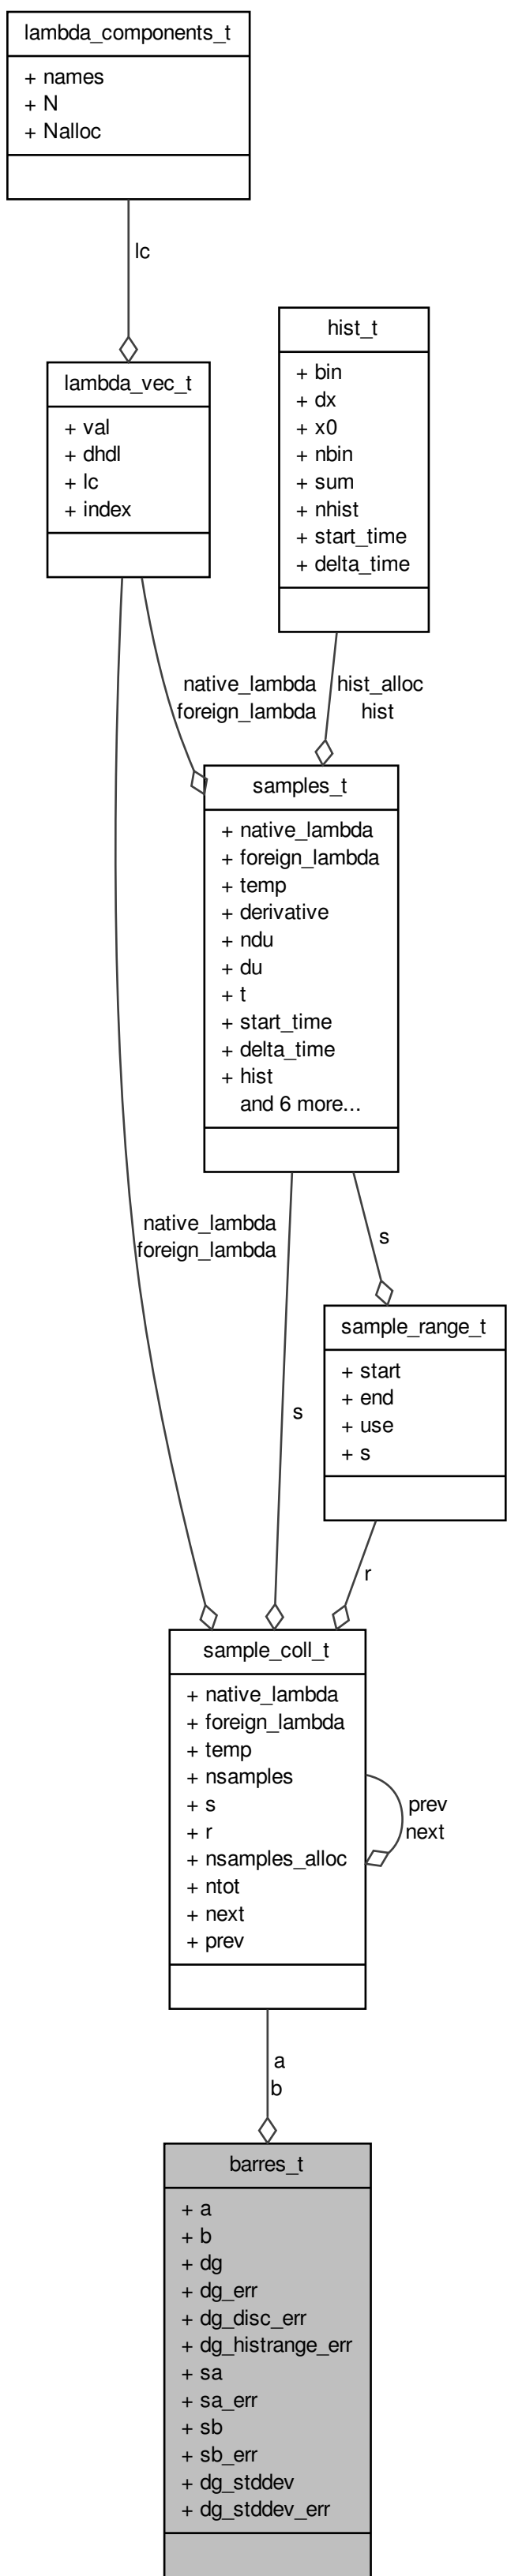 lambda_components_t
+ names
+ N
+ Nalloc
lc
lambda_vec_t
+ val
+ dhdl
+ lc
+ index
hist_t
+ bin
+ dx
+ x0
+ nbin
+ sum
+ nhist
+ start_time
+ delta_time
native_lambda
foreign_lambda
hist_alloc
hist
samples_t
+ native_lambda
+ foreign_lambda
+ temp
+ derivative
+ ndu
+ du
+ t
+ start_time
+ delta_time
+ hist
and 6 more...
native_lambda
foreign_lambda
s
sample_range_t
+ start
+ end
+ use
+ s
s
r
sample_coll_t
+ native_lambda
+ foreign_lambda
+ temp
+ nsamples
+ s
+ r
+ nsamples_alloc
+ ntot
+ next
+ prev
prev
next
a
b
barres_t
+ a
+ b
+ dg
+ dg_err
+ dg_disc_err
+ dg_histrange_err
+ sa
+ sa_err
+ sb
+ sb_err
+ dg_stddev
+ dg_stddev_err